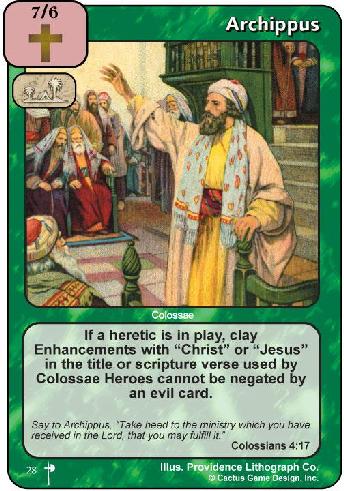 7/6
Archippus
Colossae
If a heretic is in play, clay
Enhancements with “Christ” or “Jesus”
in the title or scripture verse used by
Colossae Heroes cannot be negated by
an evil card.
Say to Archippus, "Take heed to the ministry which you have
received in the Lord, that you may fulfill it."
Colossians 4:17
28
Illus. Providence Lithograph Co.
© Cactus Game Design, Inc.